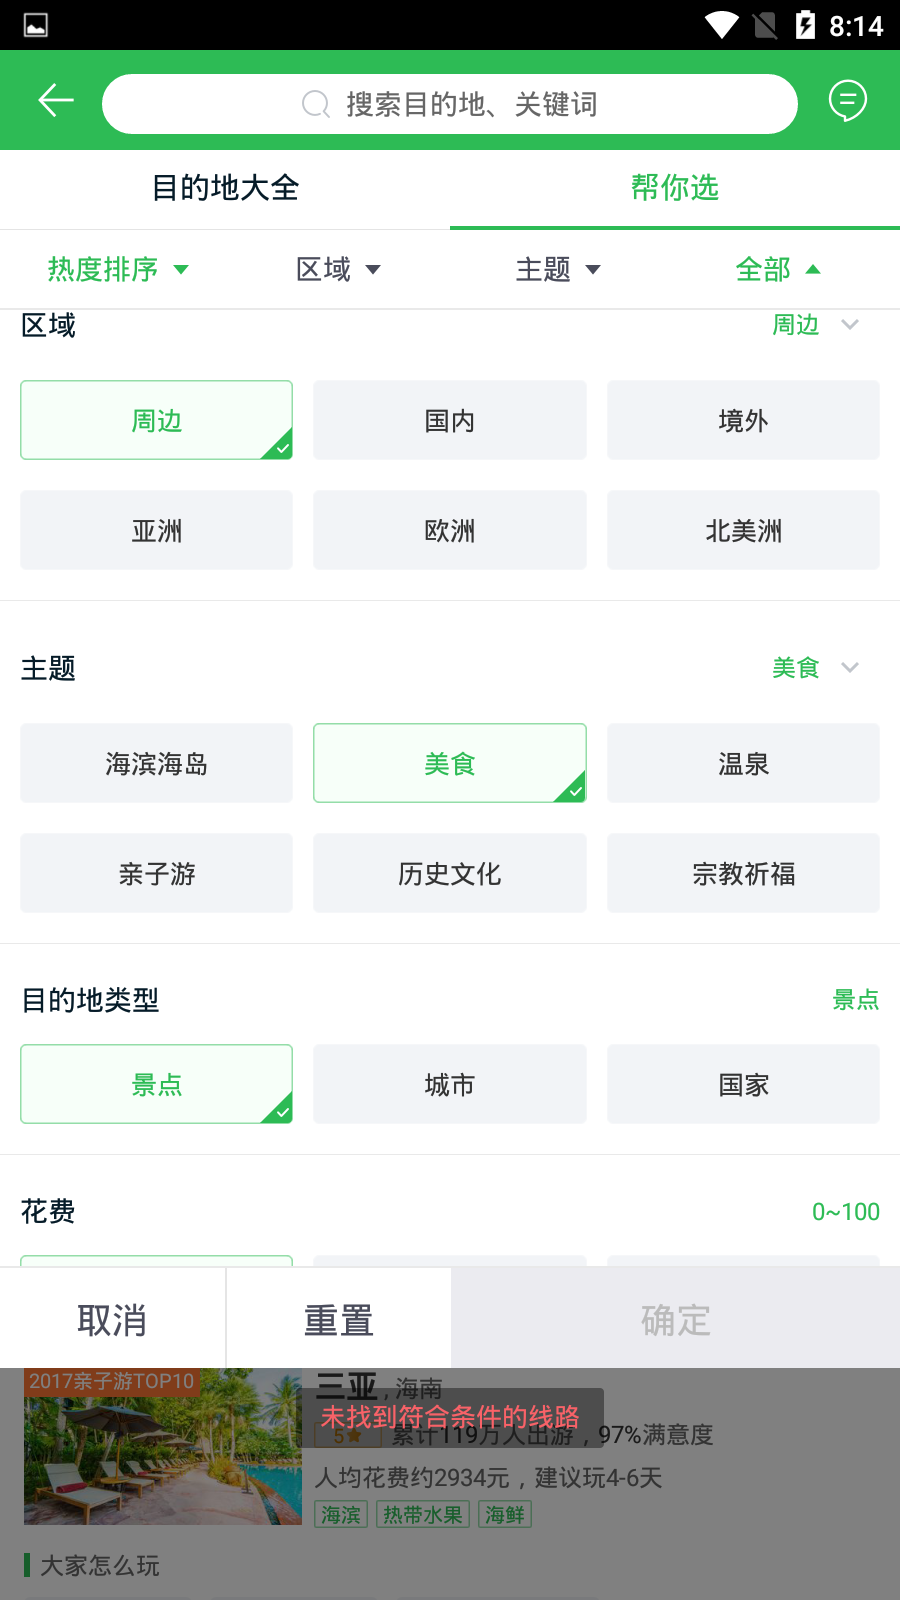 8:14
搜索目的地、关键词
目的地大全
帮你选
热度排序
区域
主题
全部
区域
周边
周边
国内
境外
亚洲
欧洲
北美洲
主题
美食
海滨海岛
美食
温泉
亲子游
历史文化
宗教祈福
目的地类型
景点
景点
城市
国家
花费
0~100
取消
重置
确定
2017亲子游TOP10
三亚 , 海南
未找到符合条件的线路
5★
累计119万人出游，97%满意度
人均花费约2934元，建议玩4-6天
海滨
热带水果
海鲜
大家怎么玩